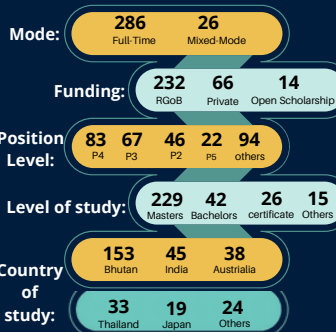 Mode:
286 26
Full-Time Mixed-Mode
Funding:
232 66 14
RGoB Private Open Scholarship
Position Level:
83 67 46 22 94
P4 P3 P2 P5 others
Level of study:
229 42 26 15
Masters Bachelors certificate Others
Country of study:
153 45 38
Bhutan India Austrialia
33 19 24
Thailand Japan Others